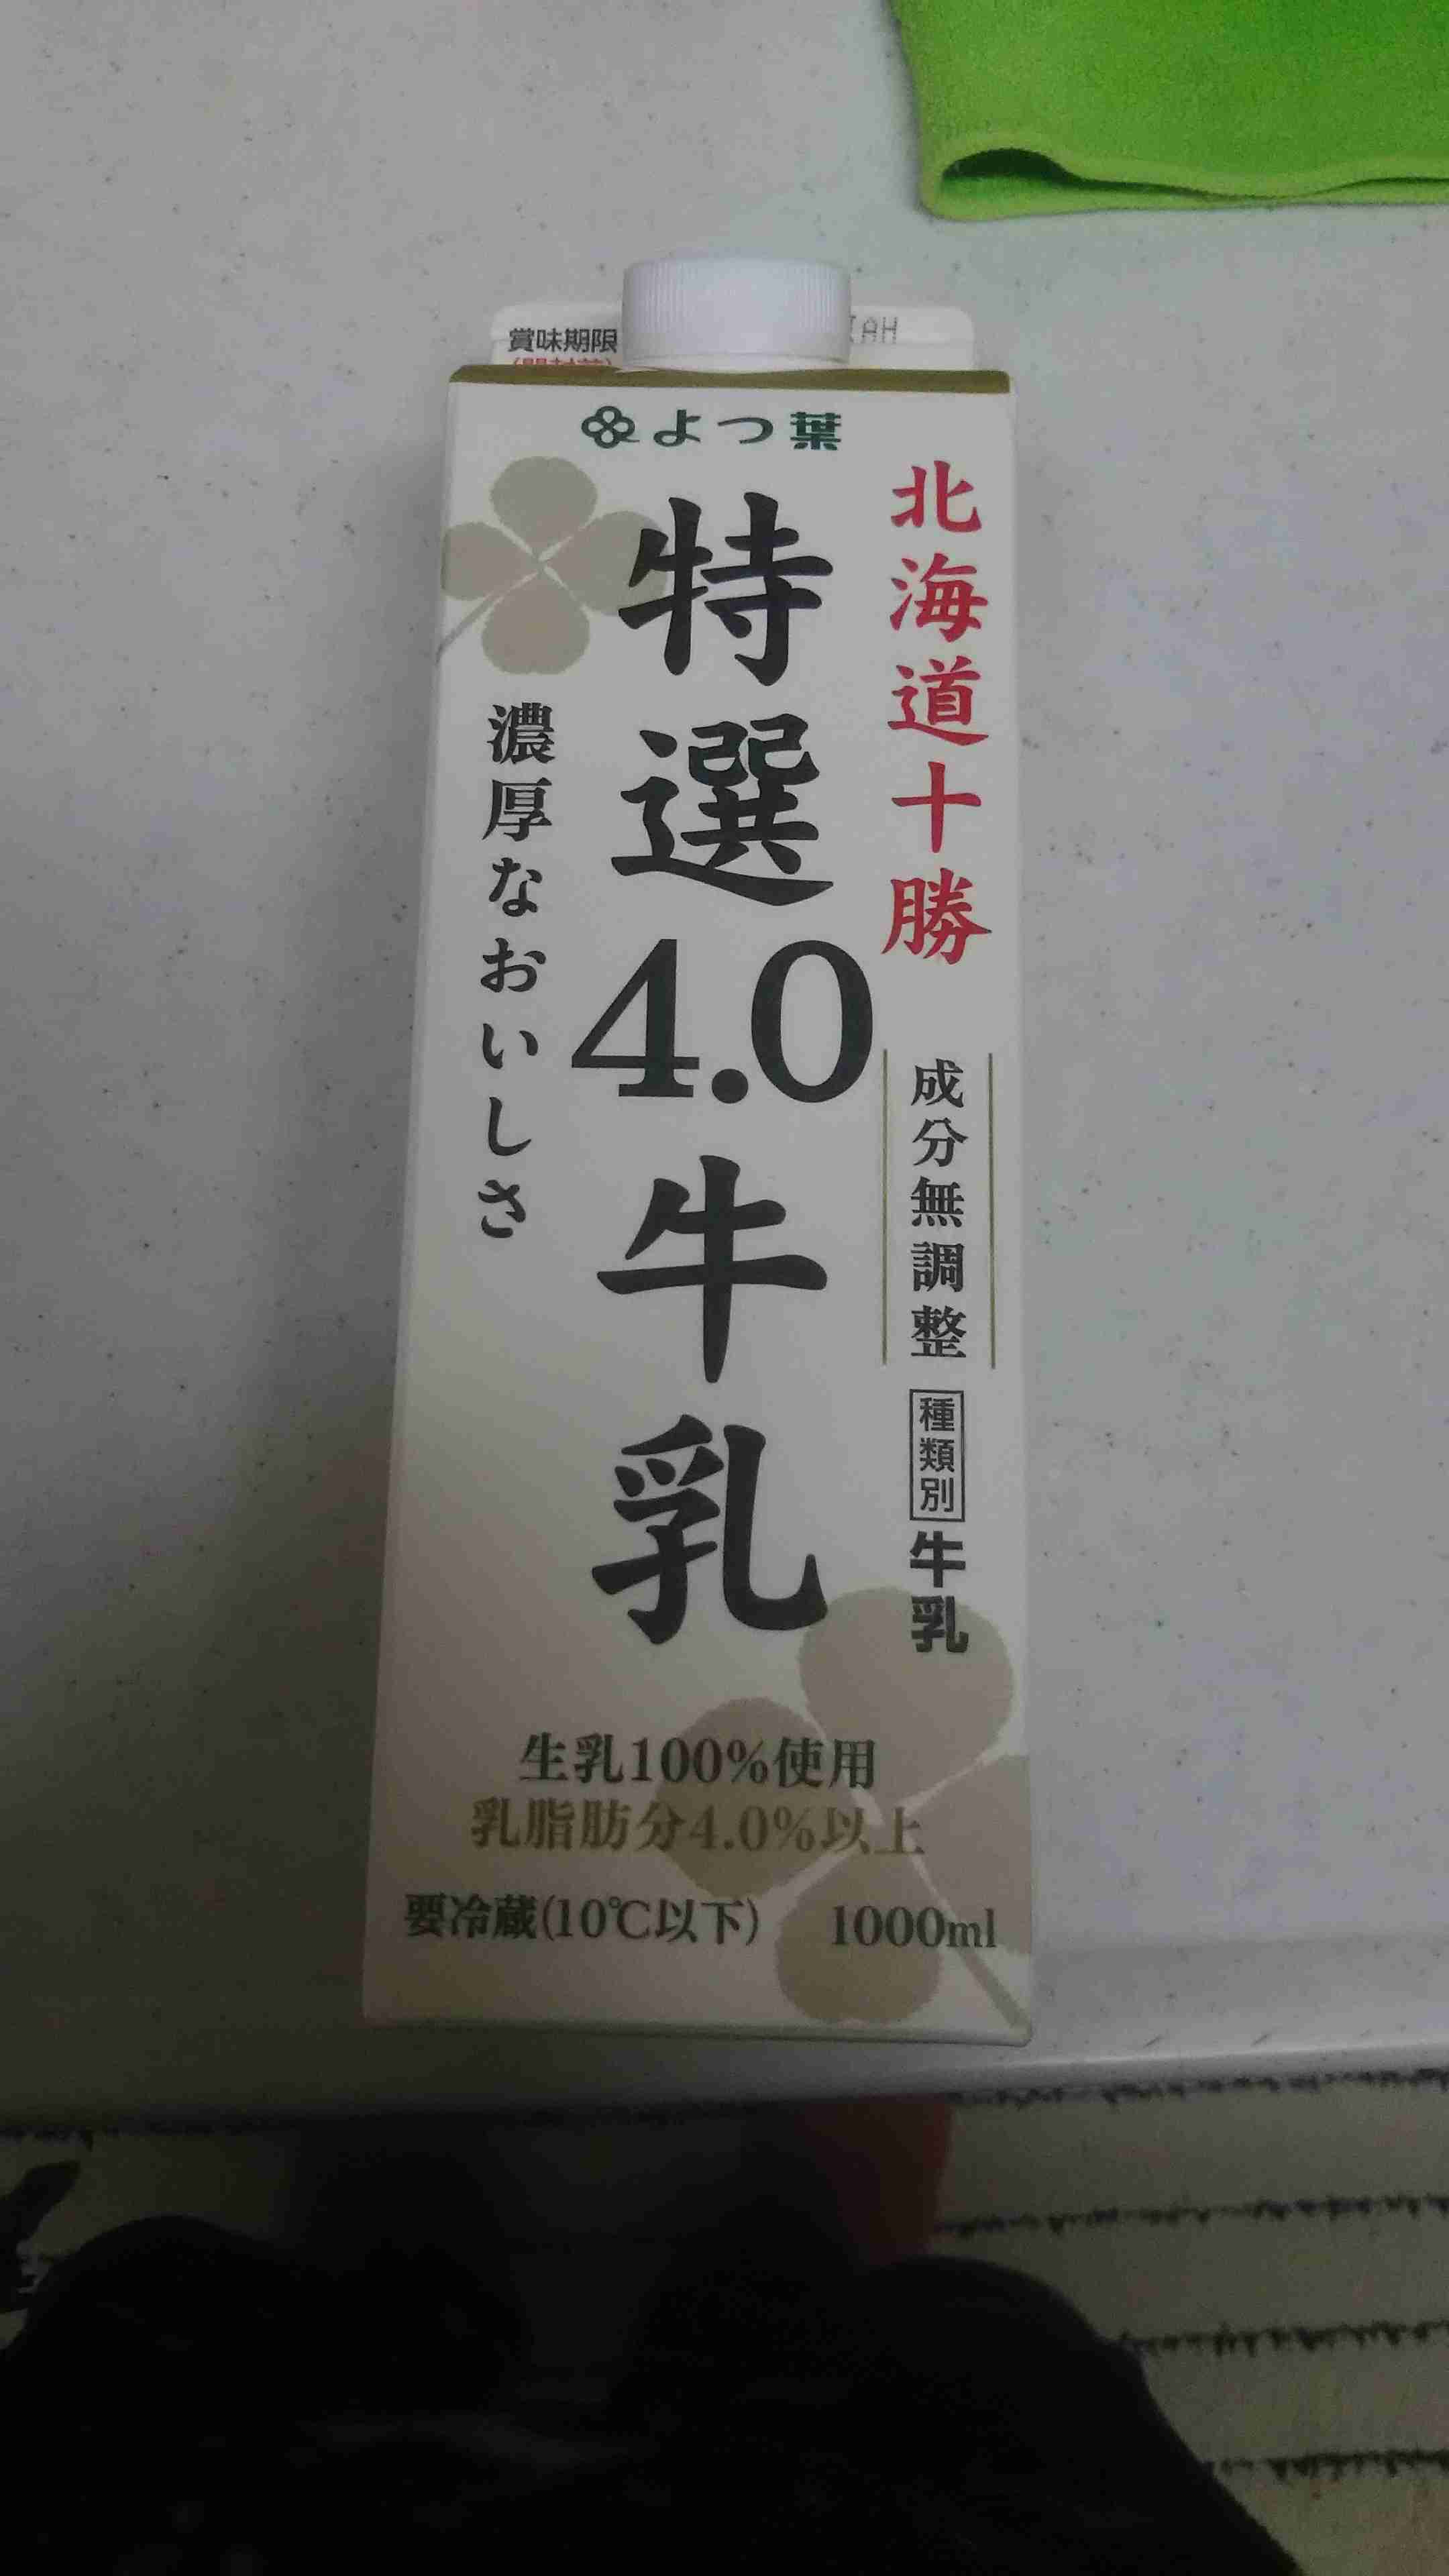 賞味期限
よつ葉
北海道十勝
特選4.0牛乳
濃厚なおいしさ
成分無調整
種類別
牛乳
生乳100%使用
乳脂肪分4.0%以上
要冷蔵(10℃以下) 1000ml